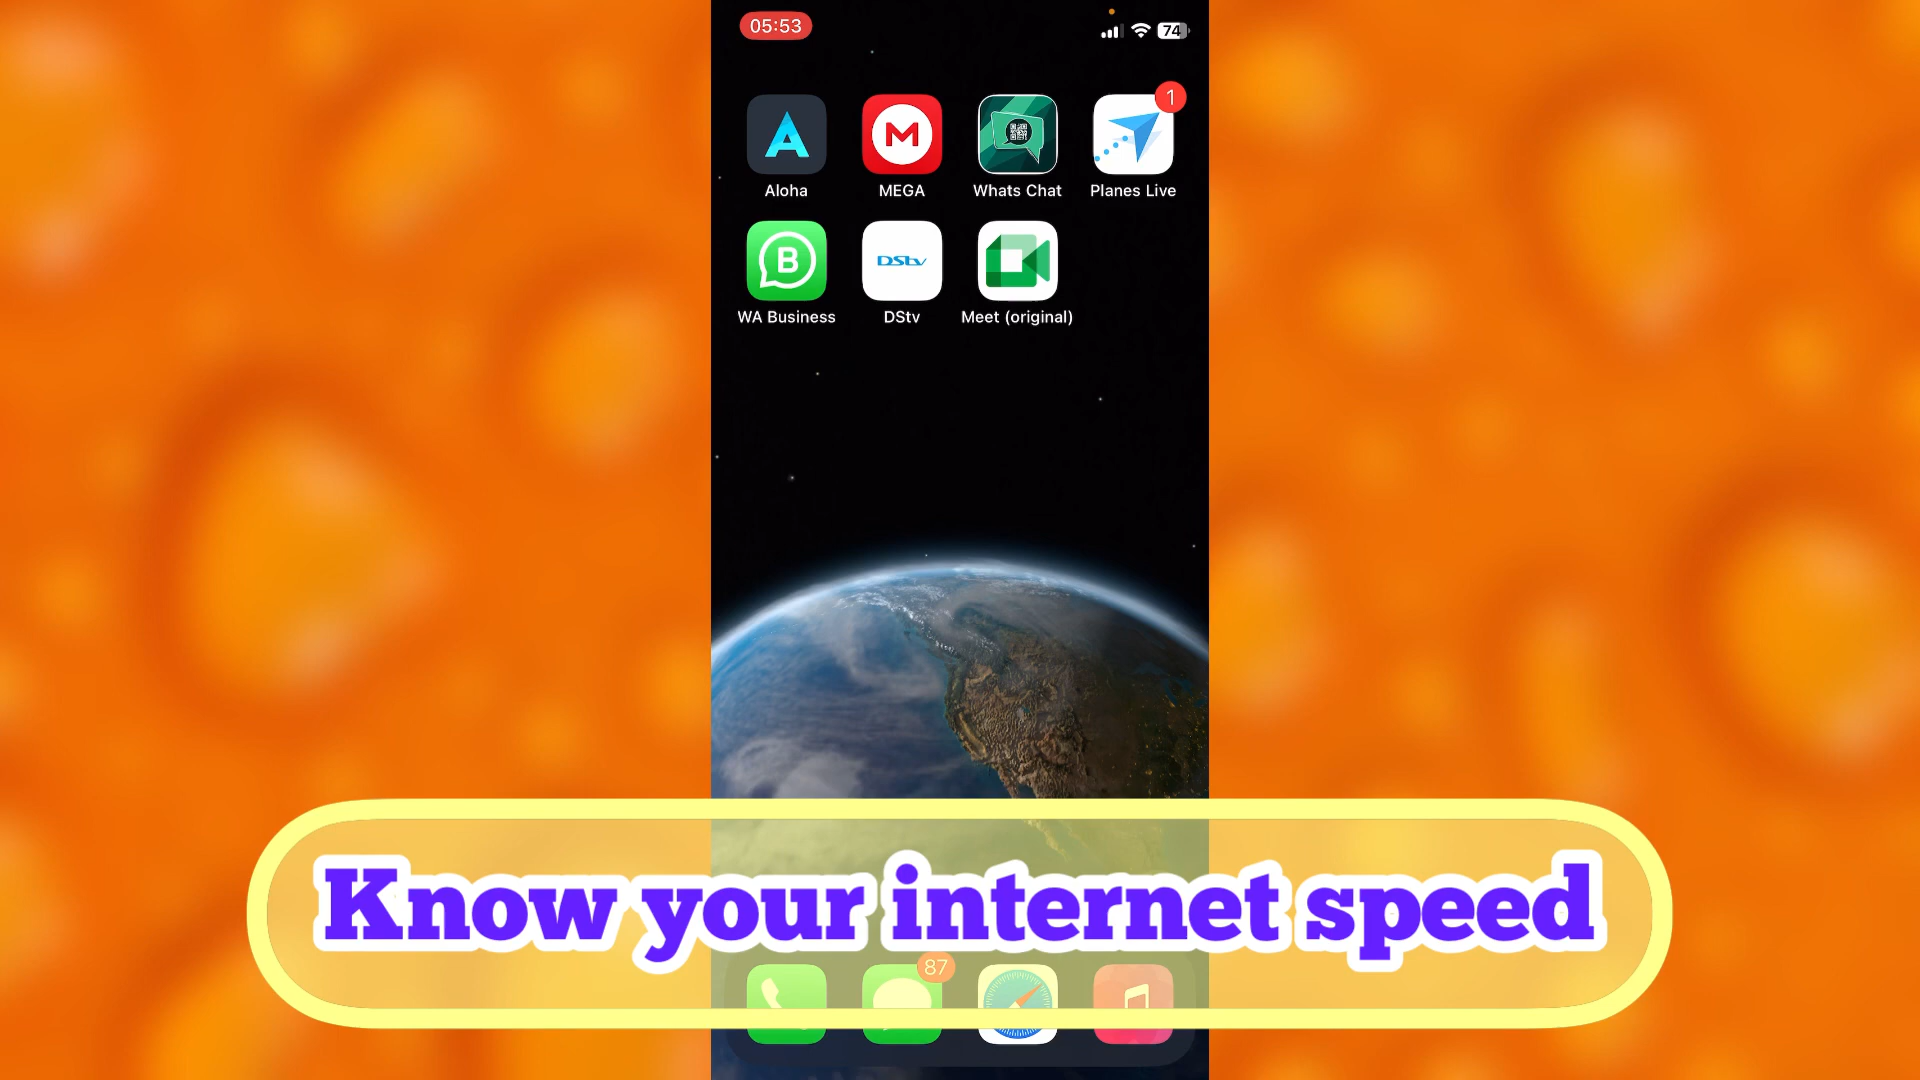 05:53
74
1
Aloha
MEGA
Whats Chat
Planes Live
DStv
WA Business
DStv
Meet (original)
Know your internet speed
87